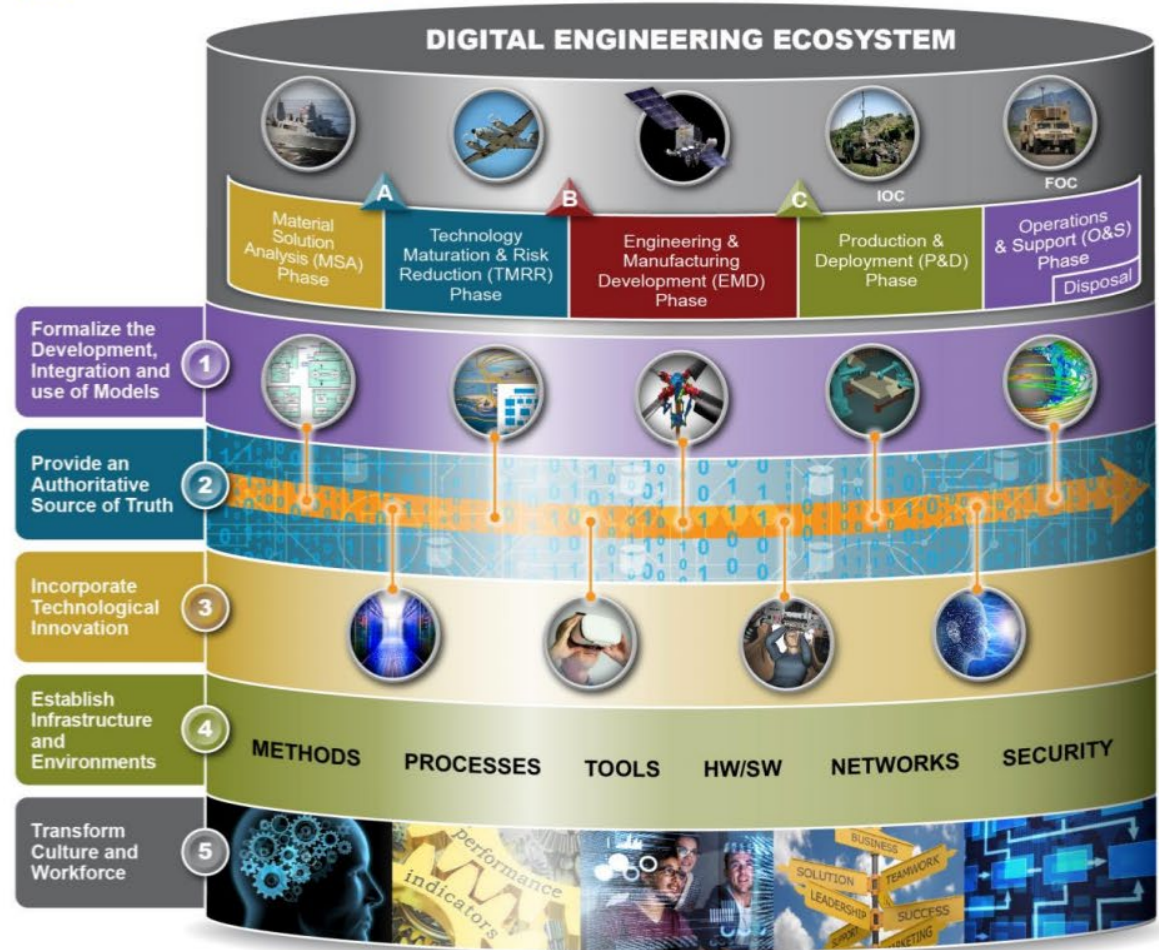 DIGITAL ENGINEERING ECOSYSTEM
A
B
C
IOC
FOC
Material
Solution
Analysis (MSA)
Phase
Technology
Maturation & Risk
Reduction (TMRR)
Phase
Engineering &
Manufacturing
Development (EMD)
Phase
Production &
Deployment (P&D)
Phase
Operations
& Support (O&S)
Phase
Disposal
Formalize the
Development,
Integration and
use of Models
1
Provide an
Authoritative
Source of Truth
2
Incorporate
Technological
Innovation
3
Establish
Infrastructure
and
Environments
4
METHODS PROCESSES TOOLS HW/SW NETWORKS SECURITY
Transform
Culture and
Workforce
5
performance
indicators
BUSINESS
SOLUTION
TEAMWORK
LEADERSHIP
SUCCESS
SUPPORT